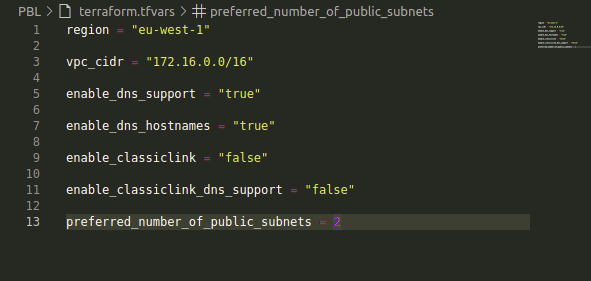 PBL > terraform.tfvars > preferred_number_of_public_subnets
1 region = "eu-west-1"
2
3 vpc_cidr = "172.16.0.0/16"
4
5 enable_dns_support = "true"
6
7 enable_dns_hostnames = "true"
8
9 enable_classiclink = "false"
10
11 enable_classiclink_dns_support = "false"
12
13 preferred_number_of_public_subnets = 2